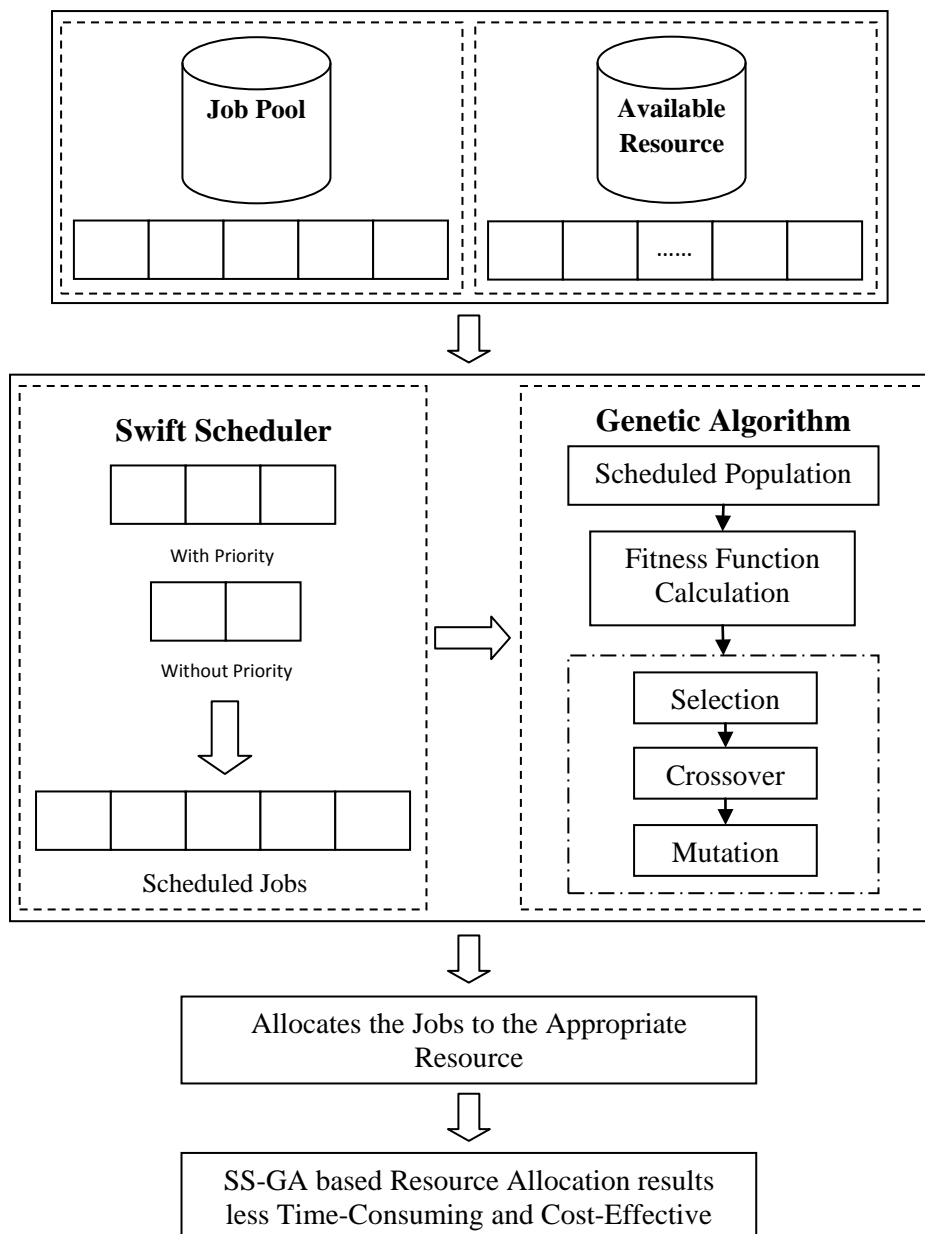 Job Pool
Available
Resource
......
Swift Scheduler
With Priority
Without Priority
Scheduled Jobs
Genetic Algorithm
Scheduled Population
Fitness Function
Calculation
Selection
Crossover
Mutation
Allocates the Jobs to the Appropriate
Resource
SS-GA based Resource Allocation results
less Time-Consuming and Cost-Effective